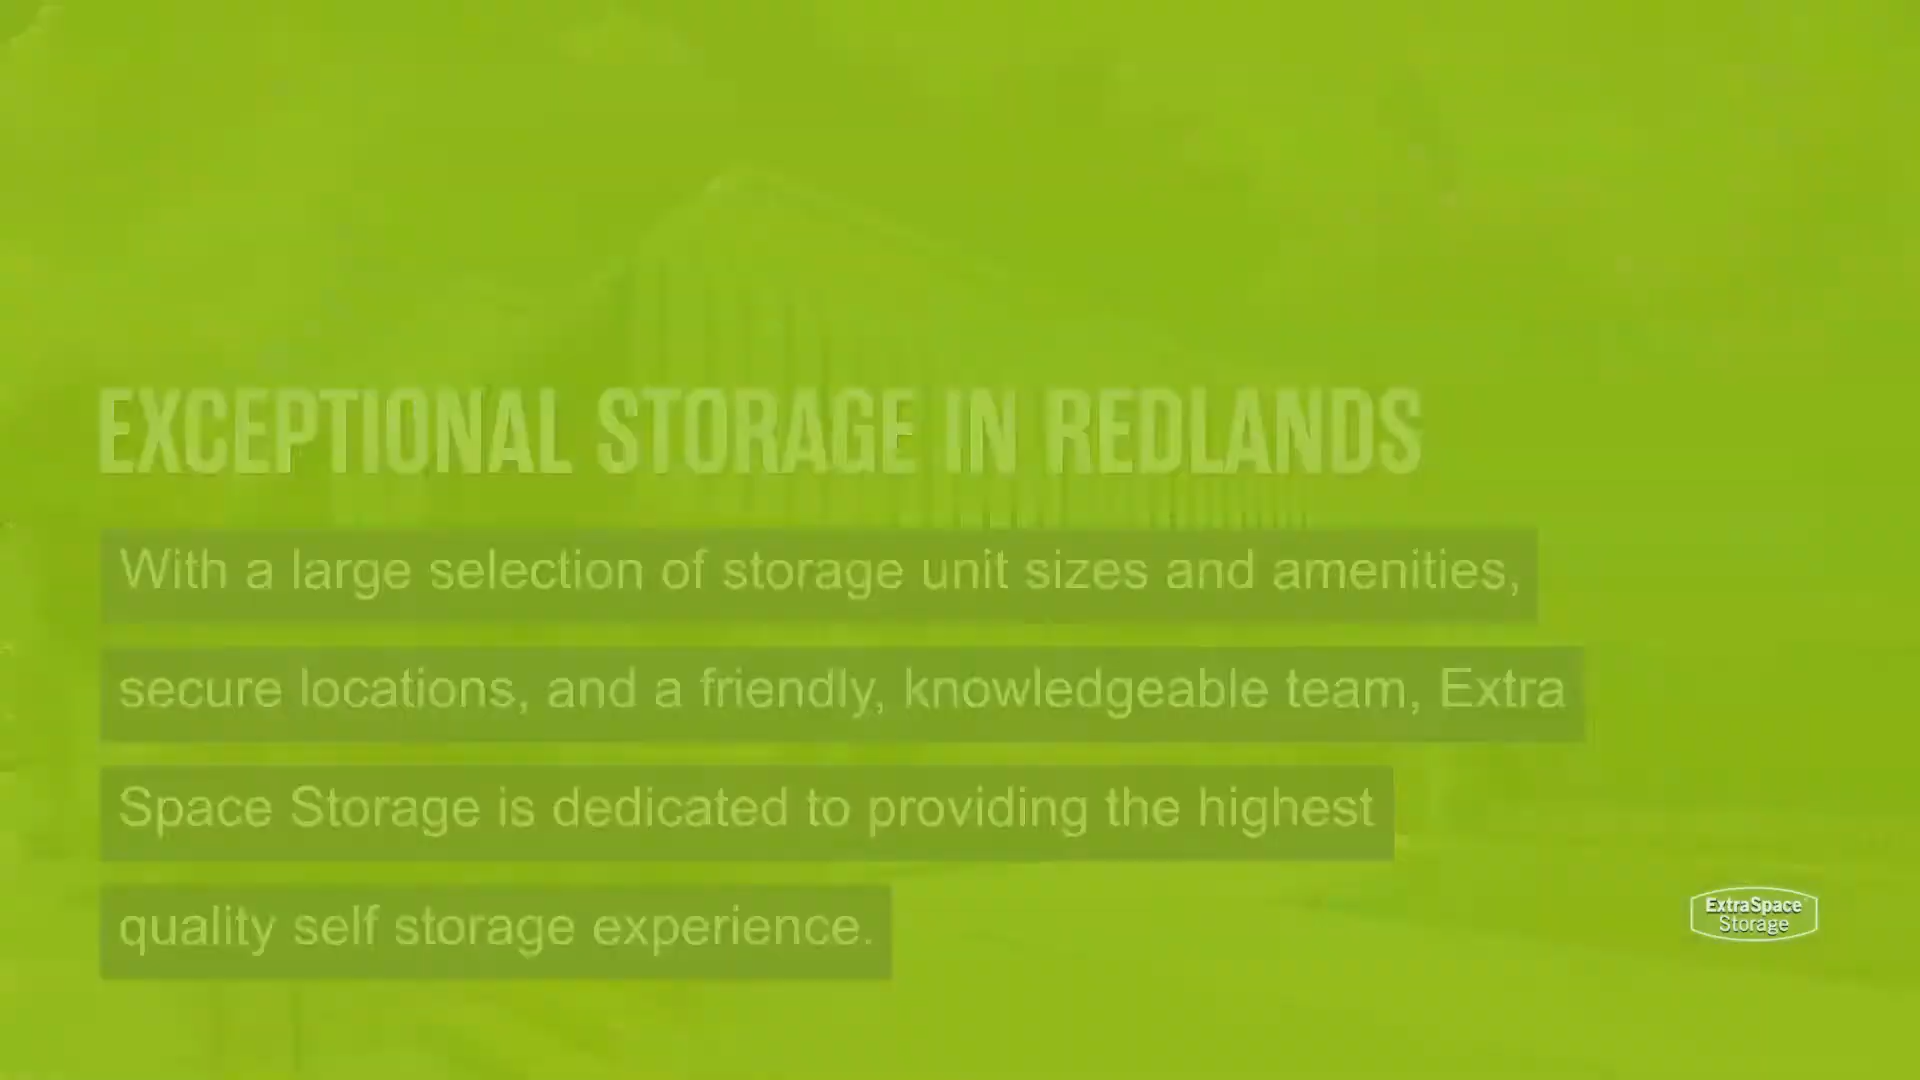 EXCEPTIONAL STORAGE IN REDLANDS
With a large selection of storage unit sizes and amenities,
secure locations, and a friendly, knowledgeable team, Extra
Space Storage is dedicated to providing the highest
quality self storage experience.
ExtraSpace
Storage